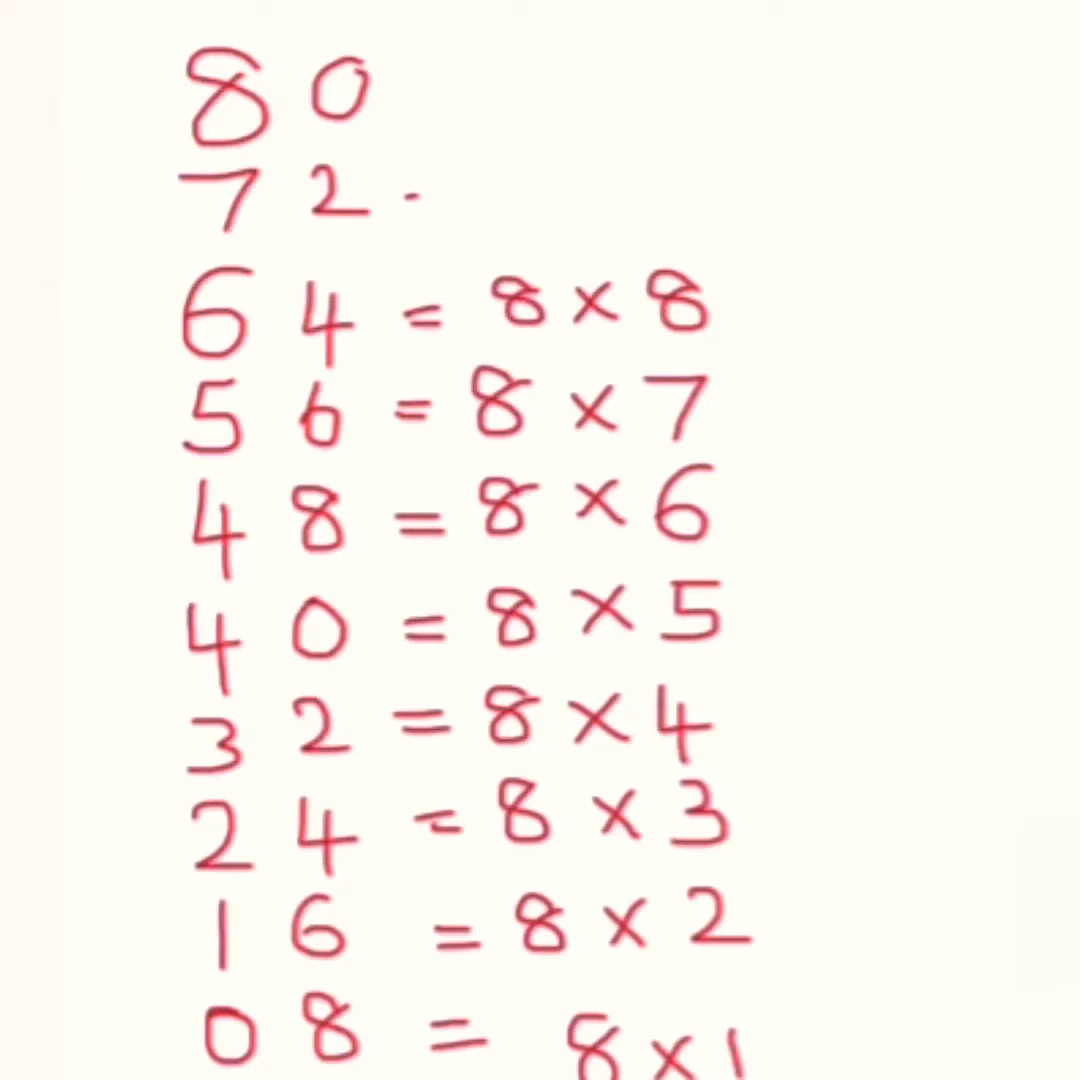 80
72 -
64 = 8 × 8
56 = 8 × 7
48 = 8 × 6
40 = 8 × 5
32 = 8 × 4
24 = 8 × 3
16 = 8 × 2
08 = 8 × 1